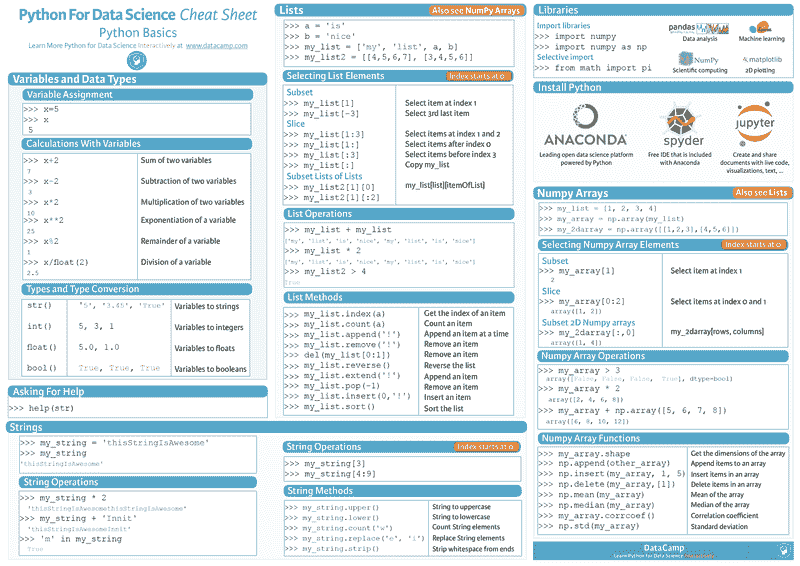 Python For Data Science Cheat Sheet
Python Basics
Learn More Python for Data Science Interactively at www.datacamp.com
Variables and Data Types
Variable Assignment
>>> x=5
>>> x
5
Calculations With Variables
>>> x+2 Sum of two variables
7
>>> x-2 Subtraction of two variables
3
>>> x*2 Multiplication of two variables
10
>>> x**2 Exponentiation of a variable
25
>>> x%2 Remainder of a variable
1
>>> x/float(2) Division of a variable
2.5
Types and Type Conversion
str() '5', '3.45', 'True' Variables to strings
int() 5, 3, 1 Variables to integers
float() 5.0, 1.0 Variables to floats
bool() True, True, True Variables to booleans
Asking For Help
>>> help(str)
Strings
>>> my_string = 'thisStringIsAwesome'
>>> my_string
'thisStringIsAwesome'
String Operations
>>> my_string * 2
'thisStringIsAwesomethisStringIsAwesome'
>>> my_string + 'Innit'
'thisStringIsAwesomeInnit'
>>> 'm' in my_string
True
Lists Also see NumPy Arrays
>>> a = 'is'
>>> b = 'nice'
>>> my_list = ['my', 'list', a, b]
>>> my_list2 = [[4,5,6,7], [3,4,5,6]]
Selecting List Elements Index starts at 0
Subset
>>> my_list[1] Select item at index 1
>>> my_list[-3] Select 3rd last item
Slice
>>> my_list[1:3] Select items at index 1 and 2
>>> my_list[1:] Select items after index 0
>>> my_list[:3] Select items before index 3
>>> my_list[:] Copy my_list
Subset Lists of Lists
>>> my_list2[1][0] my_list[list][itemOfList]
>>> my_list2[1][:2]
List Operations
>>> my_list + my_list
['my', 'list', 'is', 'nice', 'my', 'list', 'is', 'nice']
>>> my_list * 2
['my', 'list', 'is', 'nice', 'my', 'list', 'is', 'nice']
>>> my_list2 > 4
True
List Methods
>>> my_list.index(a) Get the index of an item
>>> my_list.count(a) Count an item
>>> my_list.append('!') Append an item at a time
>>> my_list.remove('!') Remove an item
>>> del(my_list[0:1]) Remove an item
>>> my_list.reverse() Reverse the list
>>> my_list.extend('!') Append an item
>>> my_list.pop(-1) Remove an item
>>> my_list.insert(0,'!') Insert an item
>>> my_list.sort() Sort the list
String Operations Index starts at 0
>>> my_string[3]
>>> my_string[4:9]
String Methods
>>> my_string.upper() String to uppercase
>>> my_string.lower() String to lowercase
>>> my_string.count('w') Count String elements
>>> my_string.replace('e', 'i') Replace String elements
>>> my_string.strip() Strip whitespace from ends
Libraries
Import libraries
>>> import numpy
>>> import numpy as np
Selective import
>>> from math import pi
pandas
Data analysis
learn
Machine learning
NumPy
Scientific computing
matplotlib
2D plotting
Install Python
ANACONDA
Leading open data science platform
powered by Python
spyder
Free IDE that is included
with Anaconda
jupyter
Create and share
documents with live code,
visualizations, text, ...
Numpy Arrays Also see Lists
>>> my_list = [1, 2, 3, 4]
>>> my_array = np.array(my_list)
>>> my_2darray = np.array([[1,2,3],[4,5,6]])
Selecting Numpy Array Elements Index starts at 0
Subset
>>> my_array[1] Select item at index 1
2
Slice
>>> my_array[0:2] Select items at index 0 and 1
array([1, 2])
Subset 2D Numpy arrays
>>> my_2darray[:,0] my_2darray[rows, columns]
array([1, 4])
Numpy Array Operations
>>> my_array > 3
array([False, False, False, True], dtype=bool)
>>> my_array * 2
array([2, 4, 6, 8])
>>> my_array + np.array([5, 6, 7, 8])
array([6, 8, 10, 12])
Numpy Array Functions
>>> my_array.shape Get the dimensions of the array
>>> np.append(other_array) Append items to an array
>>> np.insert(my_array, 1, 5) Insert items in an array
>>> np.delete(my_array,[1]) Delete items in an array
>>> np.mean(my_array) Mean of the array
>>> np.median(my_array) Median of the array
>>> my_array.corrcoef() Correlation coefficient
>>> np.std(my_array) Standard deviation
DataCamp
Learn Python for Data Science